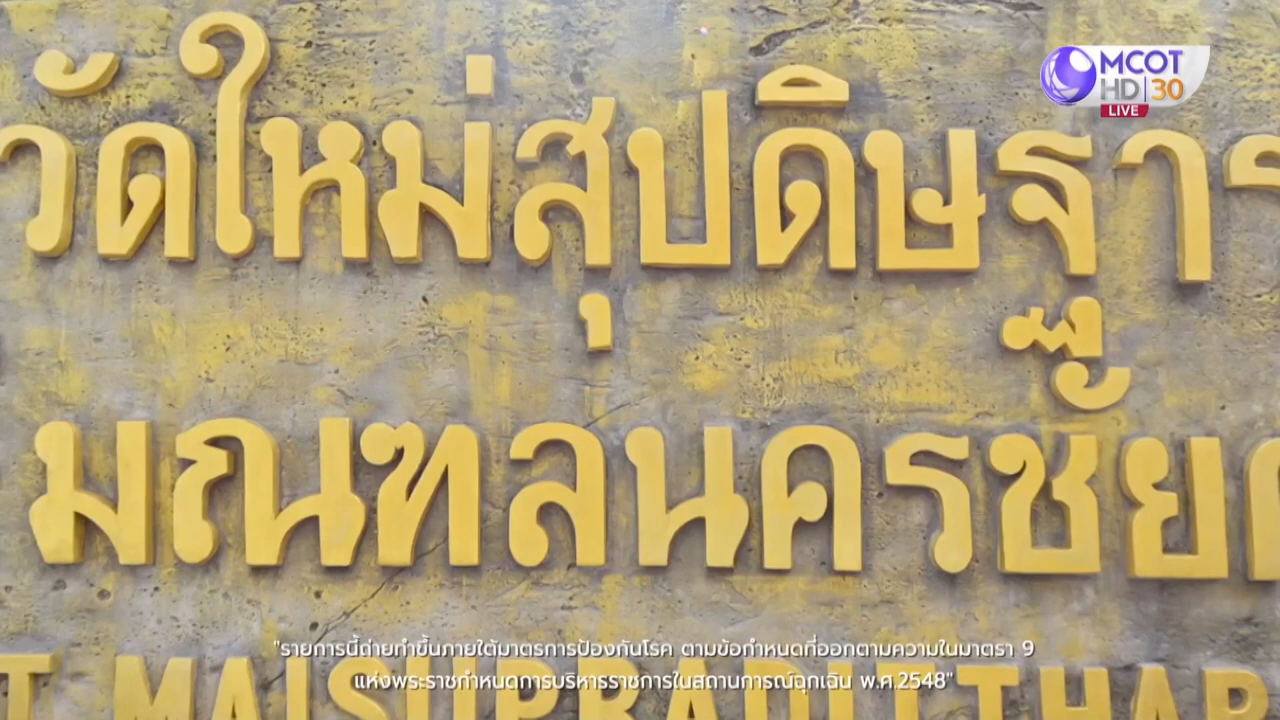 วัดใหม่สุปดิษฐาร
มณฑลนครชัย
MAISUPRADITTHAR
MCOT
HD 30
LIVE
"รายการนี้ถ่ายทำขึ้นภายใต้มาตรการป้องกันโรค ตามข้อกำหนดที่ออกตามความในมาตรา 9
แห่งพระราชกำหนดการบริหารราชการในสถานการณ์ฉุกเฉิน พ.ศ.2548"